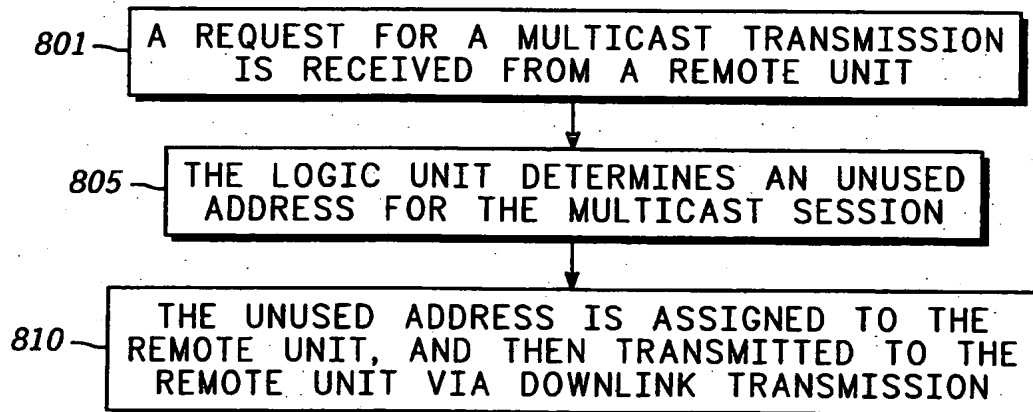 801
A REQUEST FOR A MULTICAST TRANSMISSION
IS RECEIVED FROM A REMOTE UNIT
805
THE LOGIC UNIT DETERMINES AN UNUSED
ADDRESS FOR THE MULTICAST SESSION
810
THE UNUSED ADDRESS IS ASSIGNED TO THE
REMOTE UNIT, AND THEN TRANSMITTED TO THE
REMOTE UNIT VIA DOWNLINK TRANSMISSION